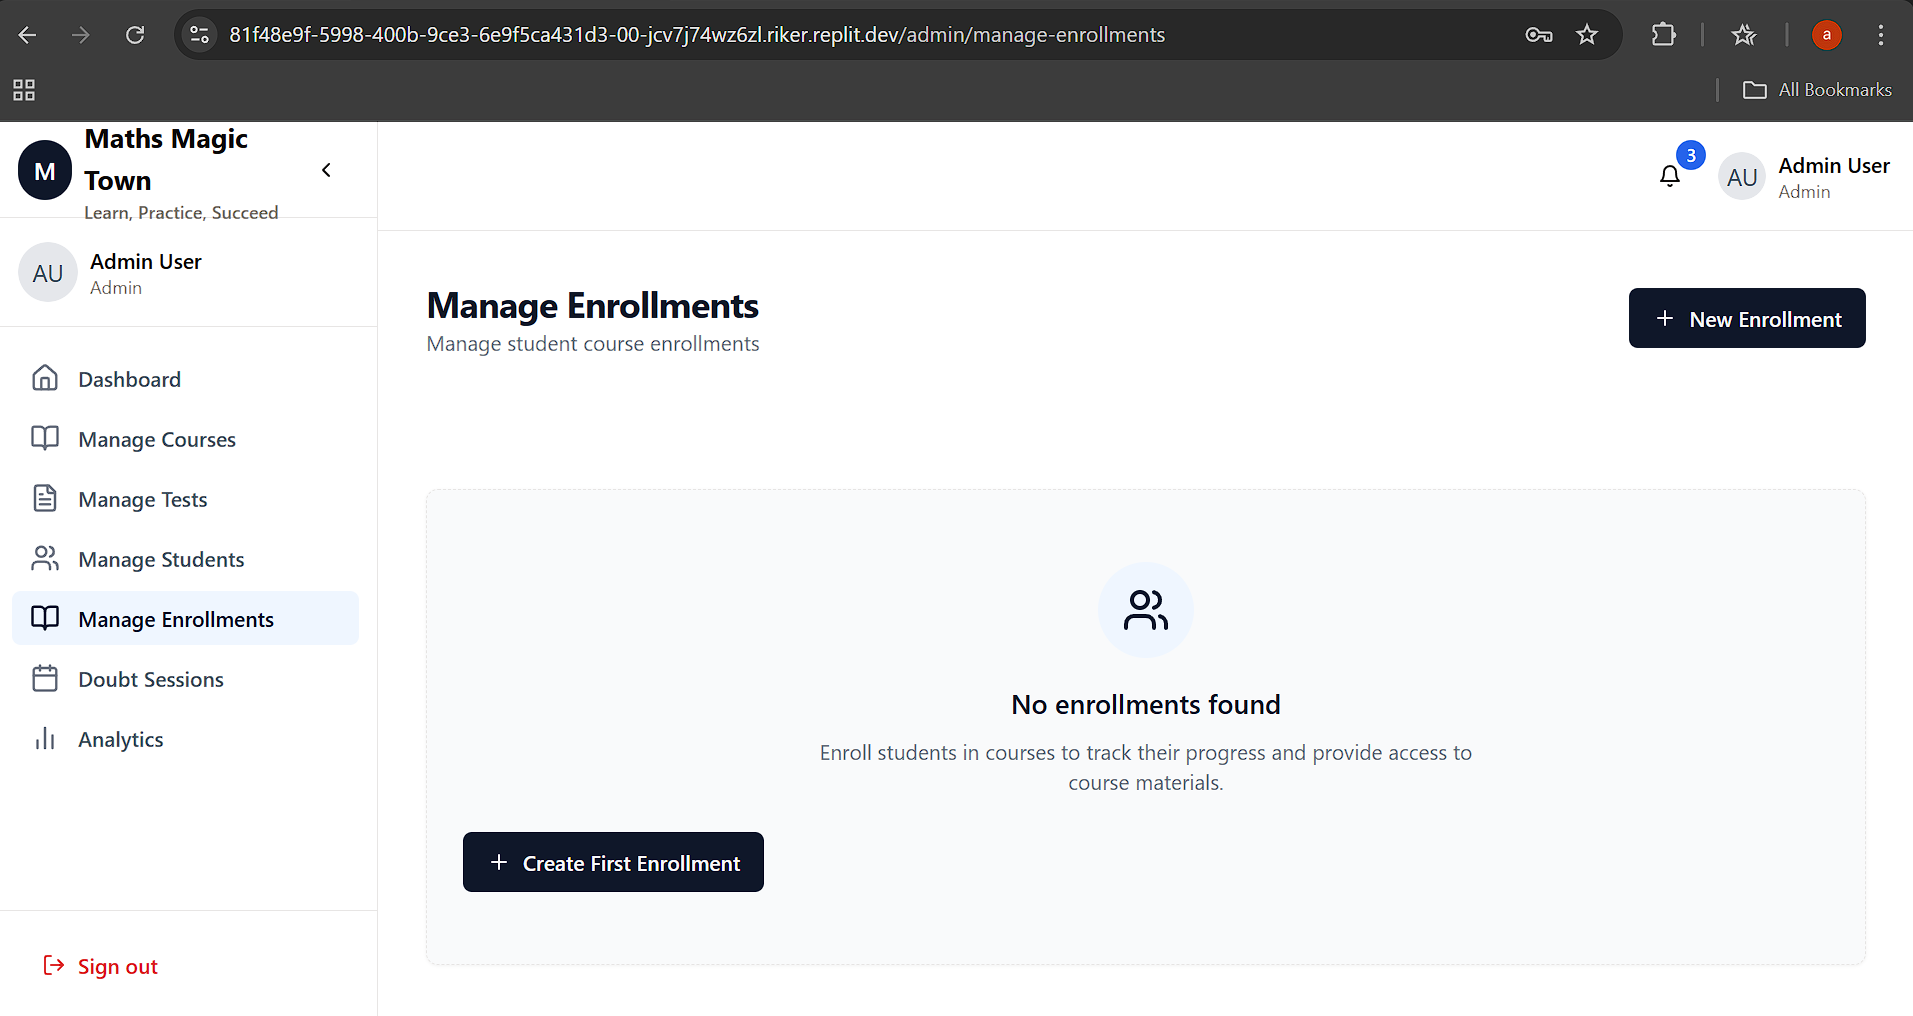 81f48e9f-5998-400b-9ce3-6e9f5ca431d3-00-jcv7j74wz6zl.riker.replit.dev/admin/manage-enrollments
a
All Bookmarks
M
Maths Magic
Town
Learn, Practice, Succeed
3
AU
Admin User
Admin
AU
Admin User
Admin
Dashboard
Manage Courses
Manage Tests
Manage Students
Manage Enrollments
Doubt Sessions
Analytics
Sign out
Manage Enrollments
Manage student course enrollments
New Enrollment
No enrollments found
Enroll students in courses to track their progress and provide access to
course materials.
Create First Enrollment